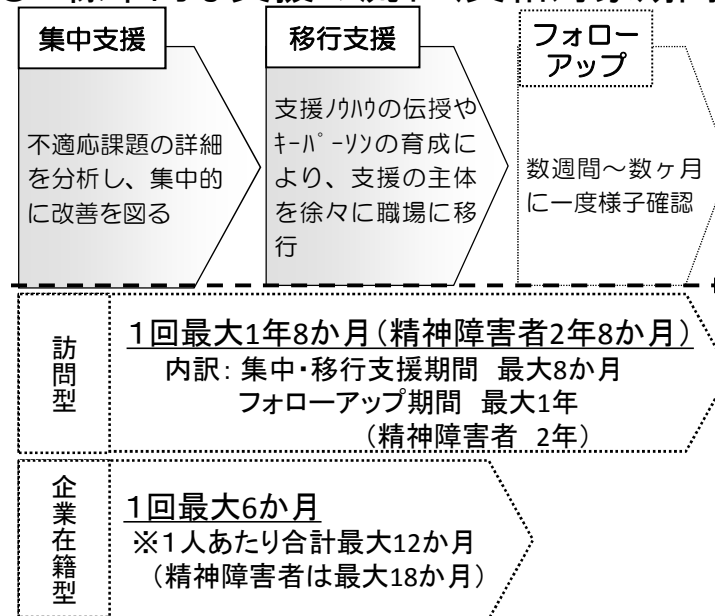 集中支援
不適応課題の詳細
を分析し、集中的
に改善を図る
移行支援
支援ﾉｳﾊｳの伝授や
ｷｰﾊﾟｰｿﾝの育成に
より、支援の主体
を徐々に職場に移
行
フォロー
アップ
数週間～数ヶ月
に一度様子確認
訪問型
１回最大1年8か月（精神障害者2年8か月）
内訳：集中・移行支援期間 最大8か月
フォローアップ期間 最大1年
（精神障害者 2年）
企業在籍型
１回最大6か月
※１人あたり合計最大12か月
（精神障害者は最大18か月）